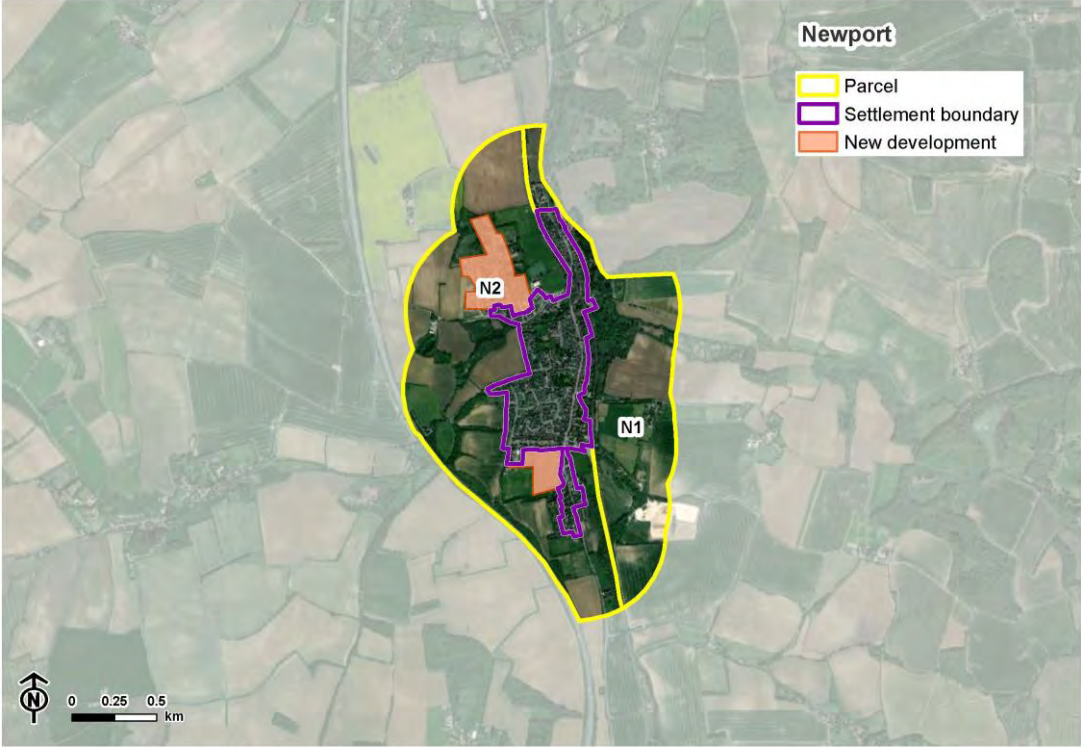 Newport
Parcel
Settlement boundary
New development
N2
N1
N
0 0.25 0.5
km